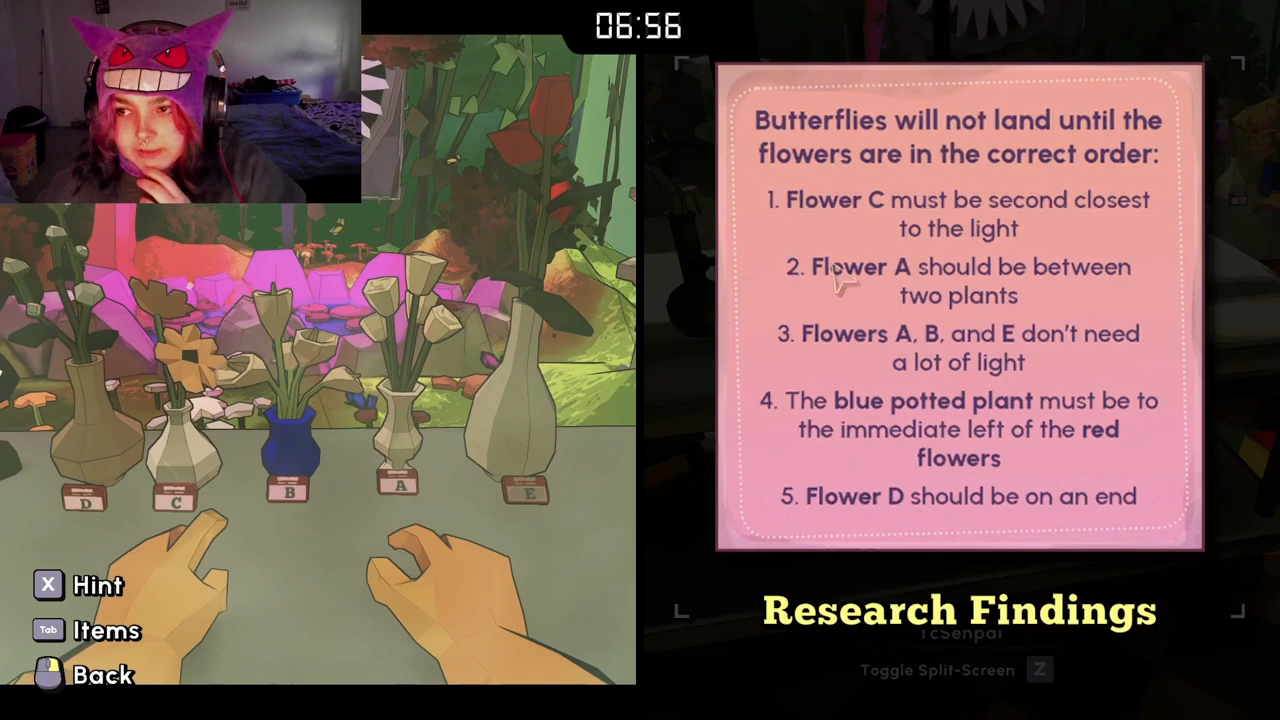 06:56
Butterflies will not land until the
flowers are in the correct order:
1. Flower C must be second closest
to the light
2. Flower A should be between
two plants
3. Flowers A, B, and E don't need
a lot of light
4. The blue potted plant must be to
the immediate left of the red
flowers
5. Flower D should be on an end
D
C
B
A
E
X Hint
Tab Items
Back
Research Findings
TcSenpai
Toggle Split-Screen Z